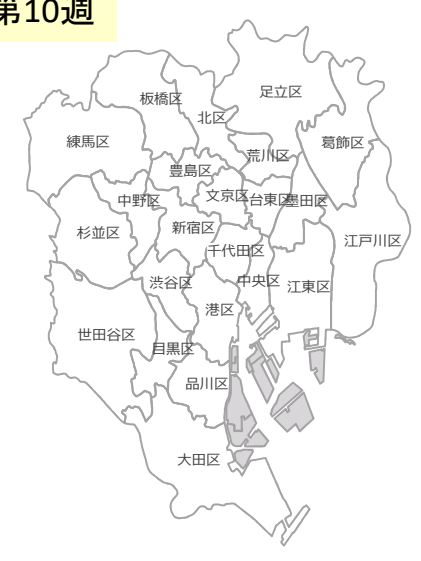 第10週
足立区
板橋区
北区
練馬区
葛飾区
荒川区
豊島区
文京区
台東区
墨田区
中野区
新宿区
杉並区
千代田区
江戸川区
渋谷区
中央区
江東区
港区
世田谷区
目黒区
品川区
大田区